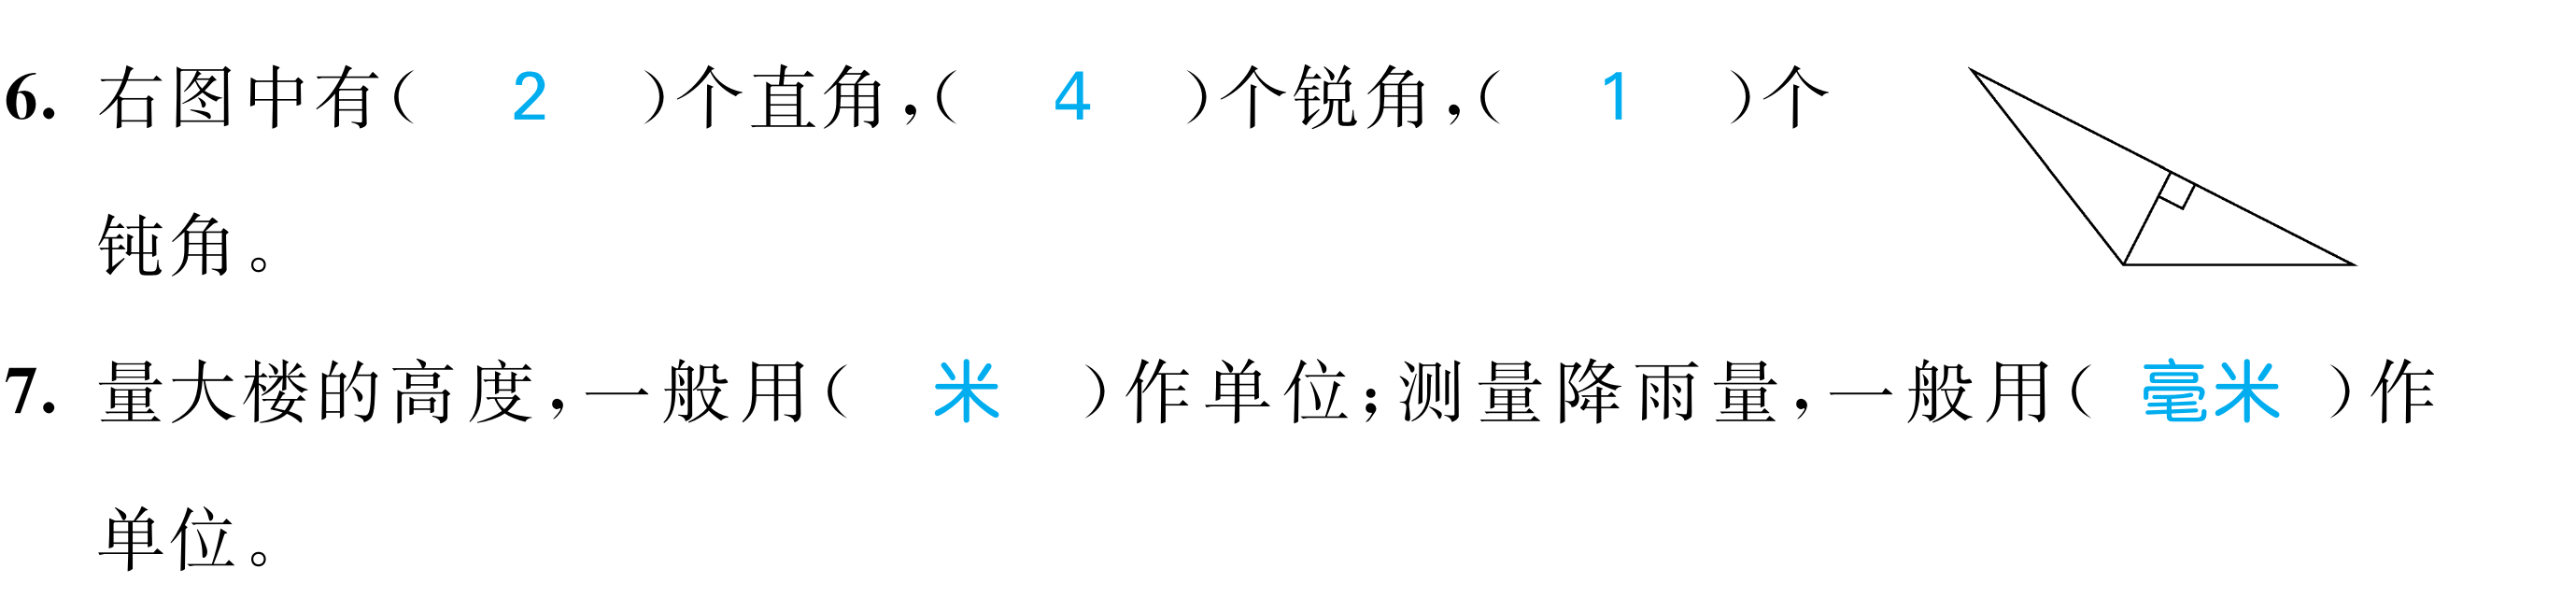 6. 右图中有( 2 )个直角,( 4 )个锐角,( 1 )个
钝角。
7. 量大楼的高度,一般用( 米 )作单位;测量降雨量,一般用( 毫米 )作
单位。